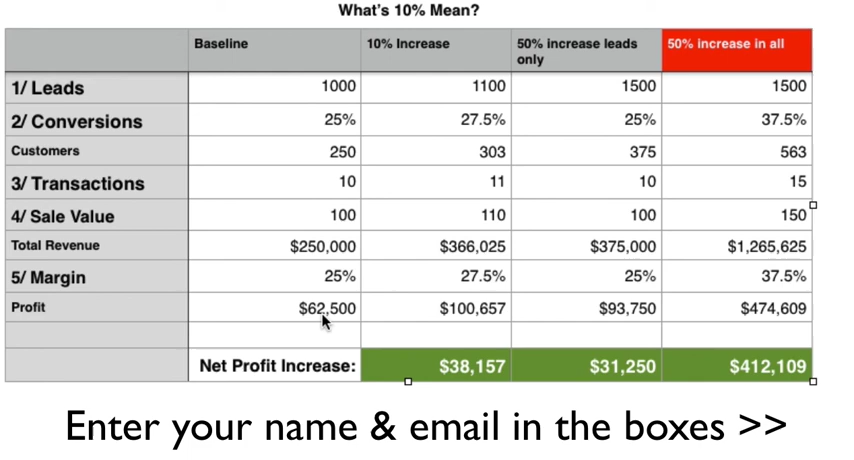 What's 10% Mean?
Baseline 10% Increase 50% increase leads only 50% increase in all
1/ Leads 1000 1100 1500 1500
2/ Conversions 25% 27.5% 25% 37.5%
Customers 250 303 375 563
3/ Transactions 10 11 10 15
4/ Sale Value 100 110 100 150
Total Revenue $250,000 $366,025 $375,000 $1,265,625
5/ Margin 25% 27.5% 25% 37.5%
Profit $62,500 $100,657 $93,750 $474,609
Net Profit Increase: $38,157 $31,250 $412,109
Enter your name & email in the boxes >>